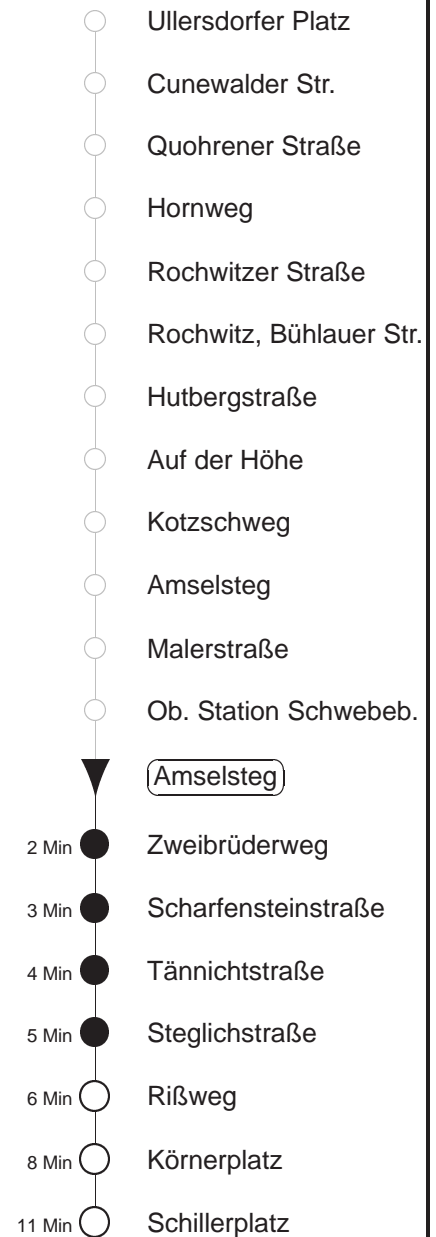 Ullersdorfer Platz
Cunewalder Str.
Quohrener Straße
Hornweg
Rochwitzer Straße
Rochwitz, Bühlauer Str.
Hutbergstraße
Auf der Höhe
Kotzschweg
Amselsteg
Malerstraße
Ob. Station Schwebeb.
Amselsteg
2 Min Zweibrüderweg
3 Min Scharfensteinstraße
4 Min Tännichtstraße
5 Min Steglichstraße
6 Min Rißweg
8 Min Körnerplatz
11 Min Schillerplatz